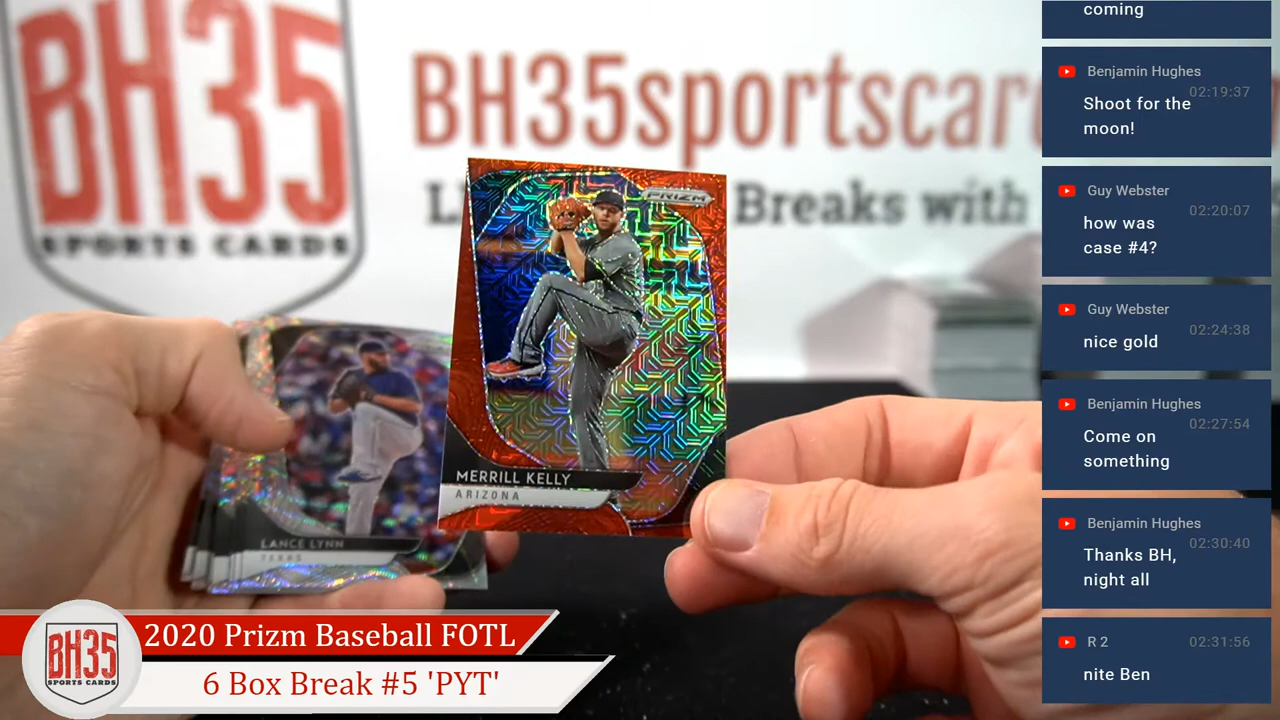 BH35
SPORTS CARDS
BH35sportscar
Breaks with
PRIZM
MERRILL KELLY
ARIZONA
LANCE LYNN
TEXAS
BH35
SPORTS CARDS
2020 Prizm Baseball FOTL
6 Box Break #5 'PYT'
coming
Benjamin Hughes
02:19:37
Shoot for the
moon!
Guy Webster
02:20:07
how was
case #4?
Guy Webster
02:24:38
nice gold
Benjamin Hughes
02:27:54
Come on
something
Benjamin Hughes
02:30:40
Thanks BH,
night all
R 2
02:31:56
nite Ben